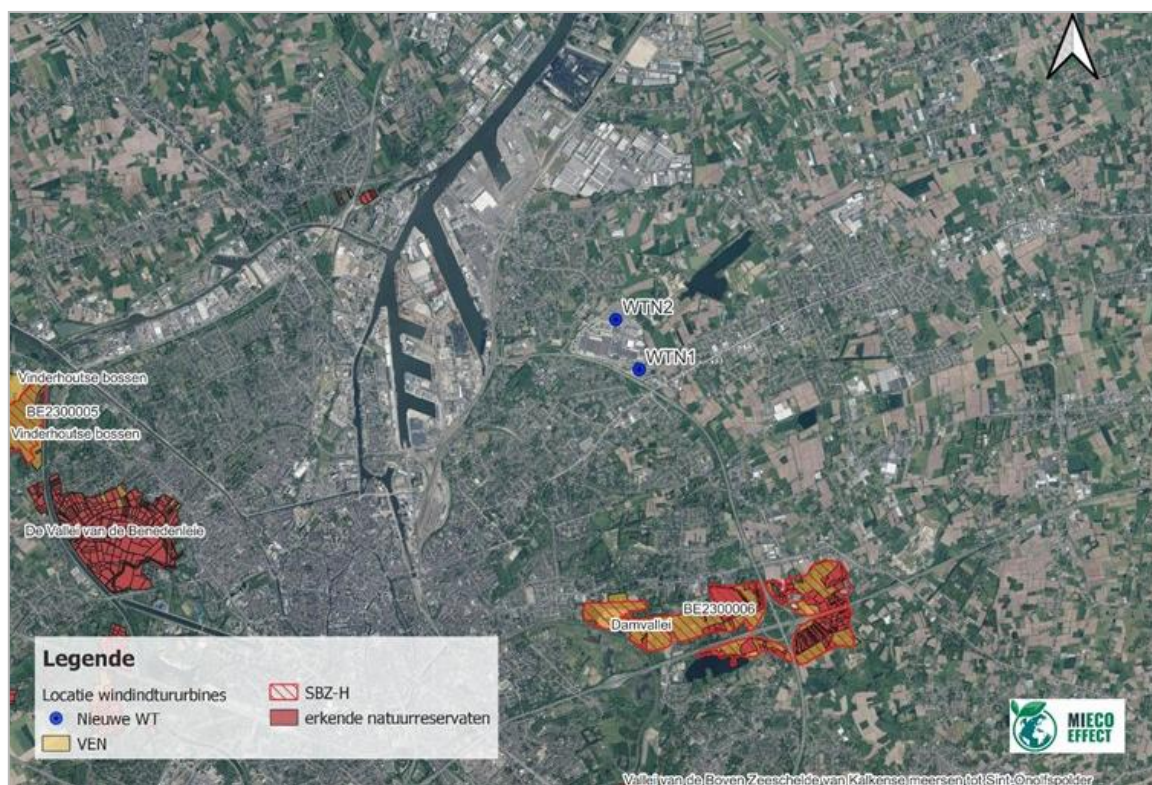 WTN2
WTN1
Vinderhoutse bossen
BE2300005
Vinderhoutse bossen
De Vallei van de Benedenleie
BE2300006
Damvallei
Legende
Locatie windindtururbines
Nieuwe WT
VEN
SBZ-H
erkende natuurreservaten
MIECO
EFFECT
Vallei van de Boven Zeeschelde van Kalkense meersen tot Sint-Onolfspolder